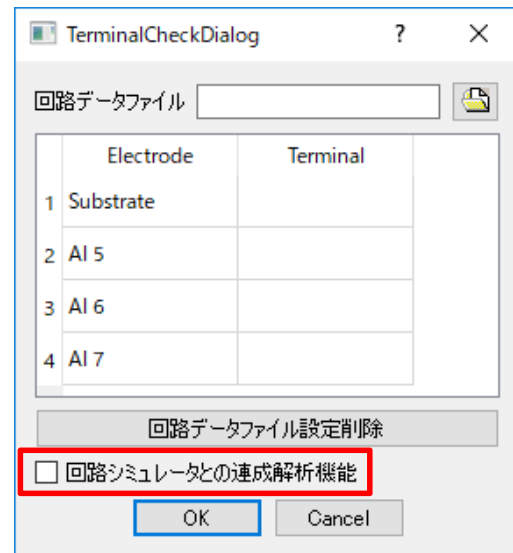 TerminalCheckDialog ? ×
回路データファイル
Electrode Terminal
1 Substrate
2 Al 5
3 Al 6
4 Al 7
回路データファイル設定削除
回路シミュレータとの連成解析機能
OK Cancel